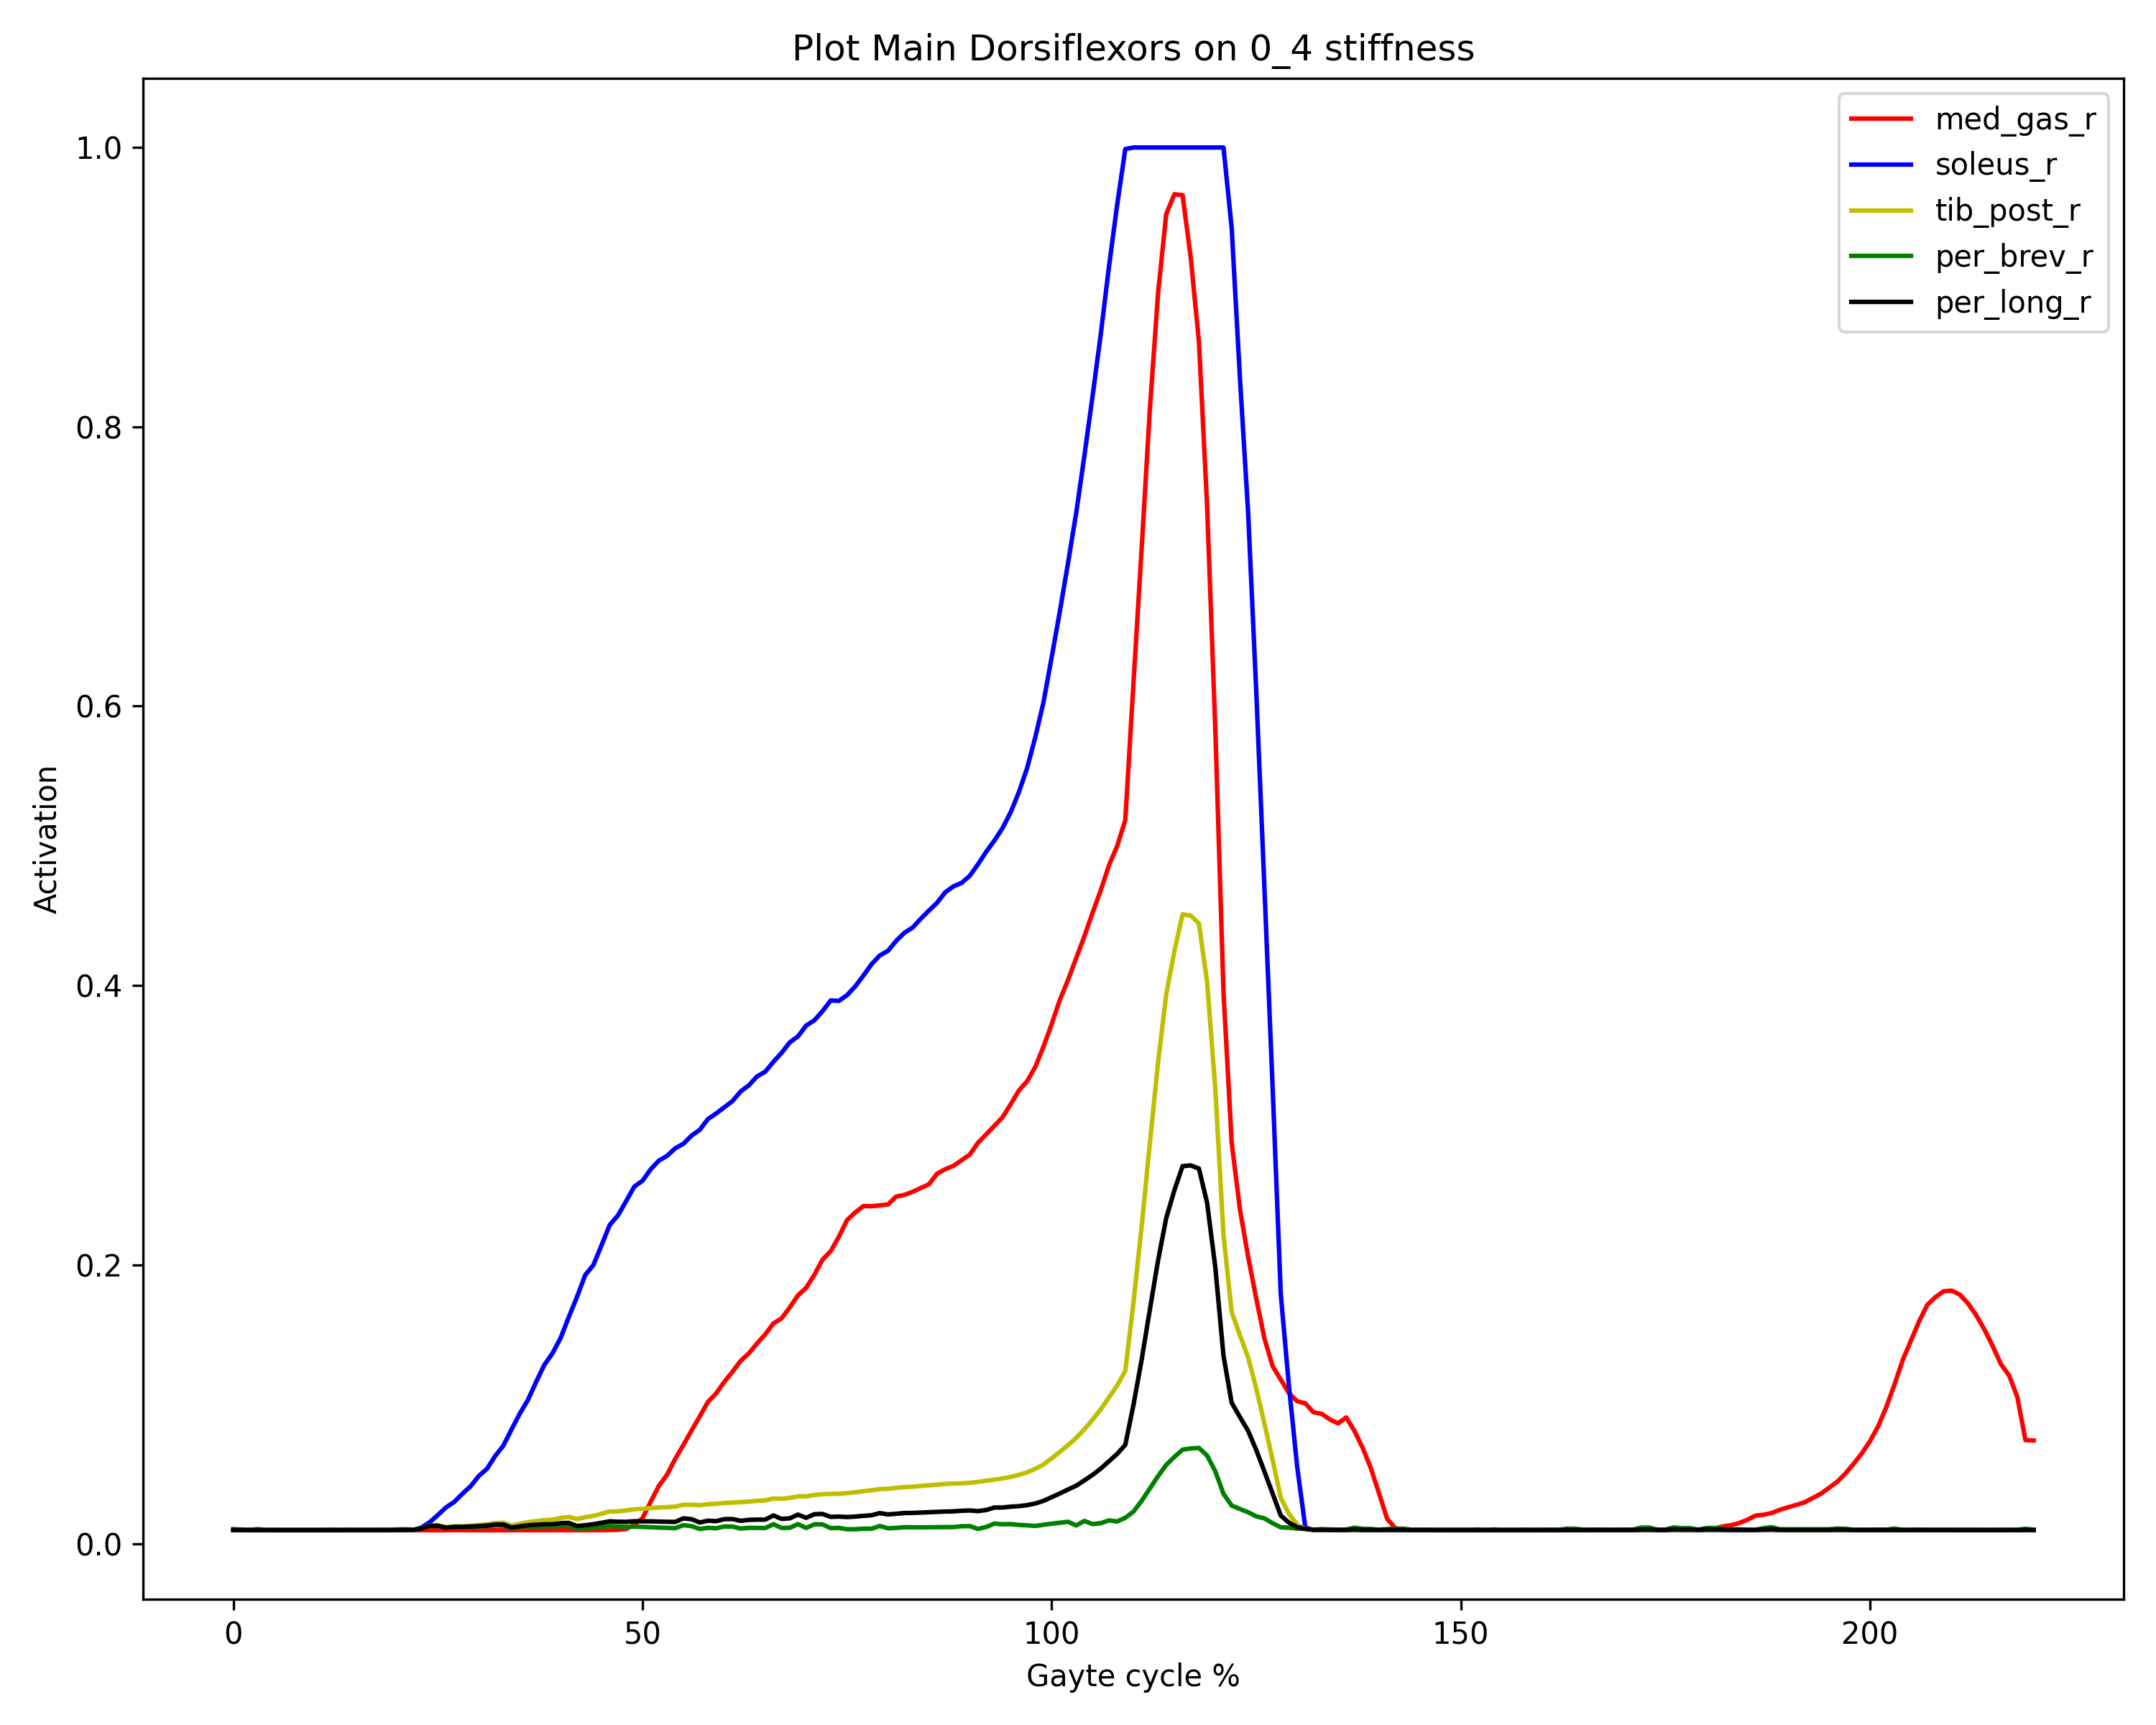 Plot Main Dorsiflexors on 0_4 stiffness
med_gas_r
soleus_r
tib_post_r
per_brev_r
per_long_r
1.0
0.8
0.6
0.4
0.2
0.0
Activation
0 50 100 150 200
Gayte cycle %